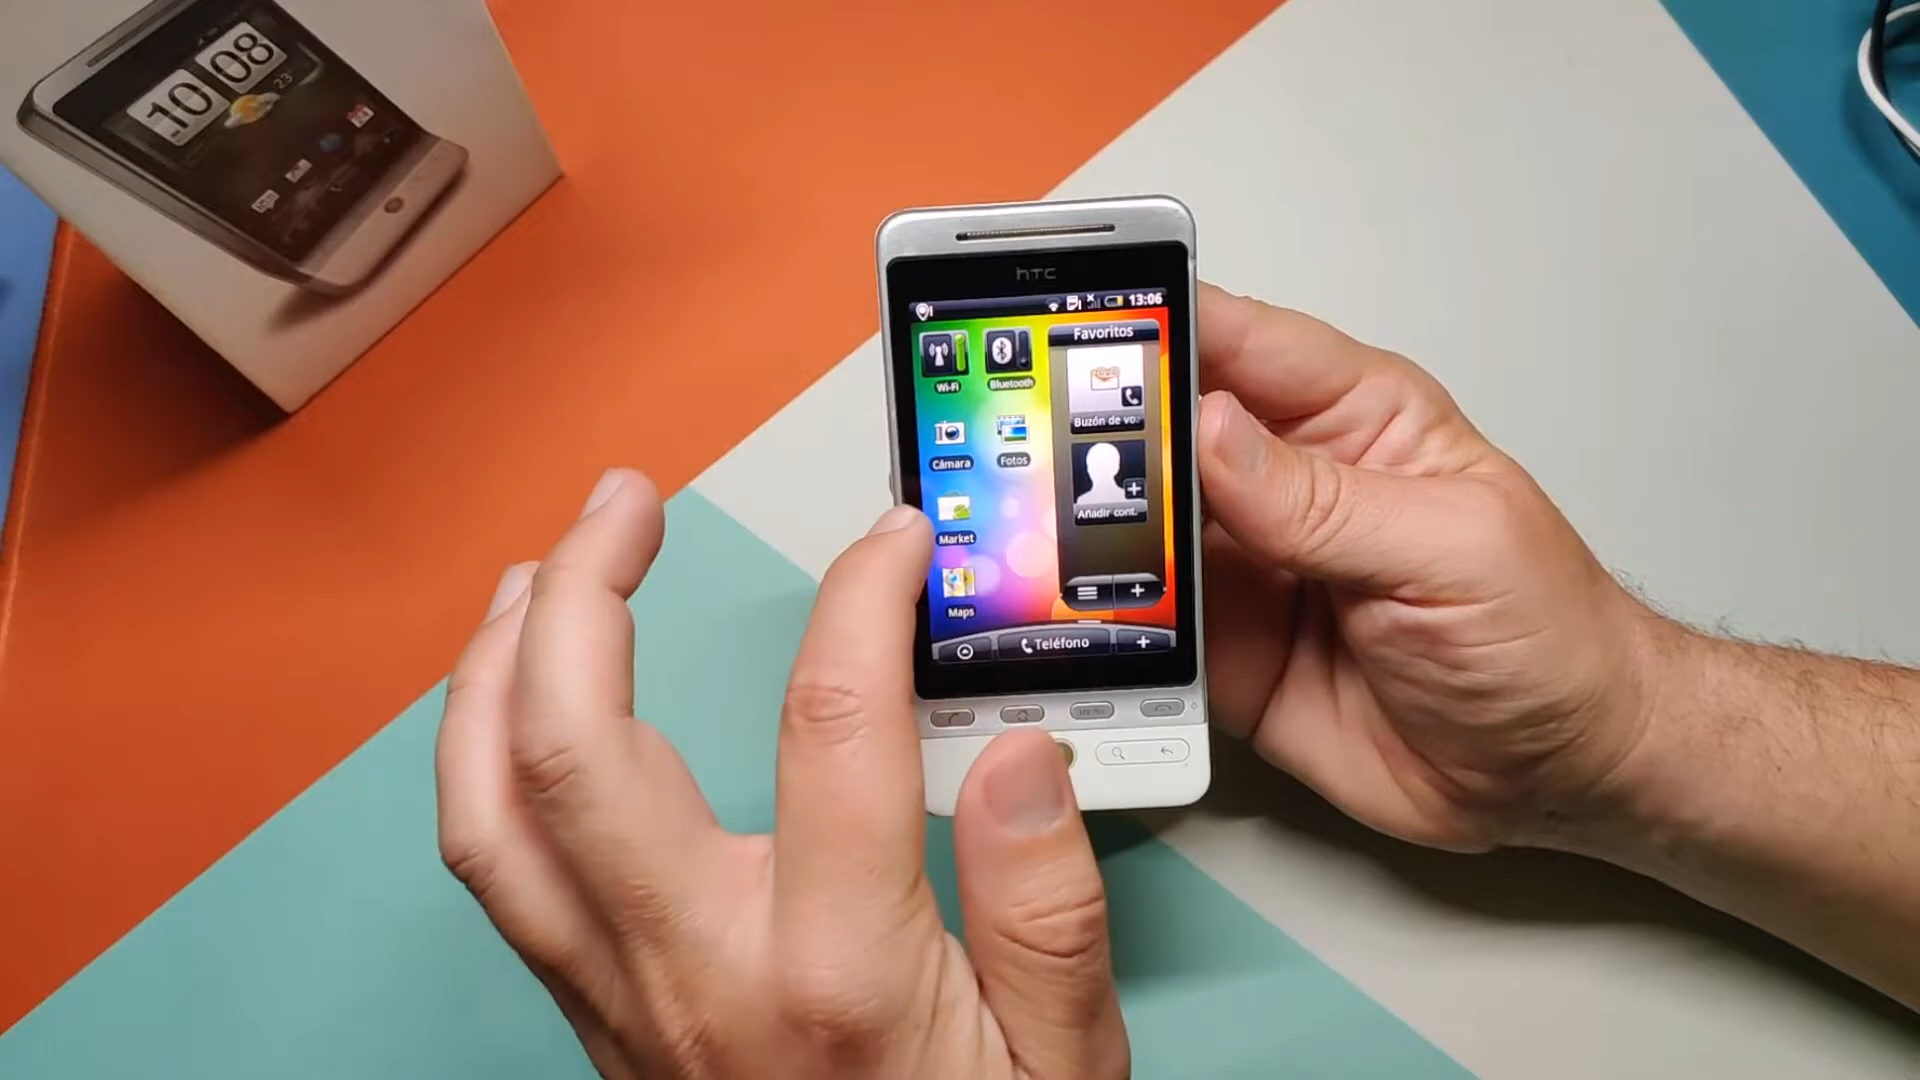 10 08
23
hTC
13:06
Favoritos
Wi-Fi
Bluetooth
Buzón de vo.
Cámara
Fotos
Añadir cont.
Market
Maps
Teléfono
MENU